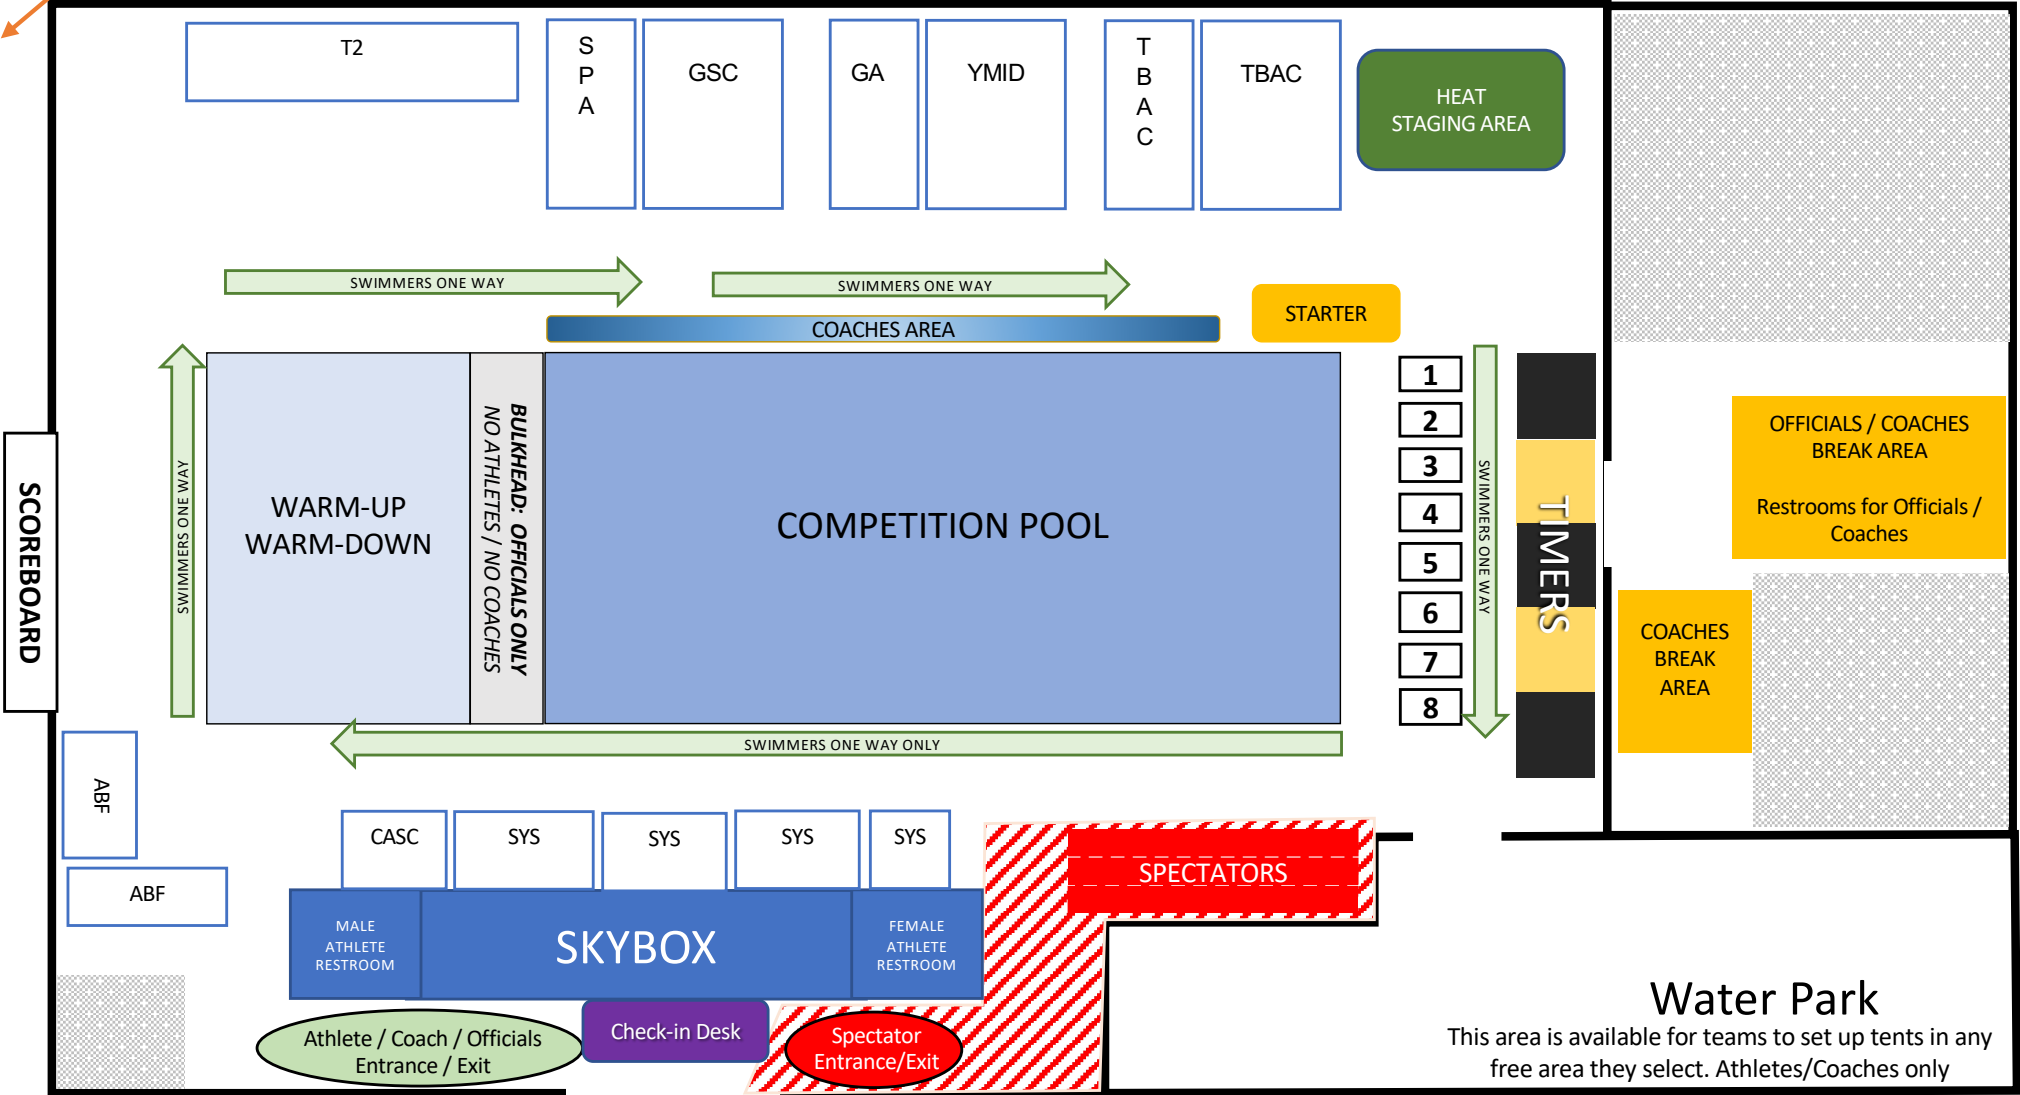 T2
S
P
A
GSC
GA
YMID
T
B
A
C
TBAC
HEAT
STAGING AREA
SWIMMERS ONE WAY
SWIMMERS ONE WAY
STARTER
COACHES AREA
SCOREBOARD
SWIMMERS ONE WAY
WARM-UP
WARM-DOWN
BULKHEAD: OFFICIALS ONLY
NO ATHLETES / NO COACHES
COMPETITION POOL
1
2
3
4
5
6
7
8
SWIMMERS ONE WAY
TIMERS
OFFICIALS / COACHES
BREAK AREA
Restrooms for Officials /
Coaches
COACHES
BREAK
AREA
SWIMMERS ONE WAY ONLY
ABF
ABF
CASC
SYS
SYS
SYS
SYS
SPECTATORS
MALE
ATHLETE
RESTROOM
SKYBOX
FEMALE
ATHLETE
RESTROOM
Athlete / Coach / Officials
Entrance / Exit
Check-in Desk
Spectator
Entrance/Exit
Water Park
This area is available for teams to set up tents in any
free area they select. Athletes/Coaches only